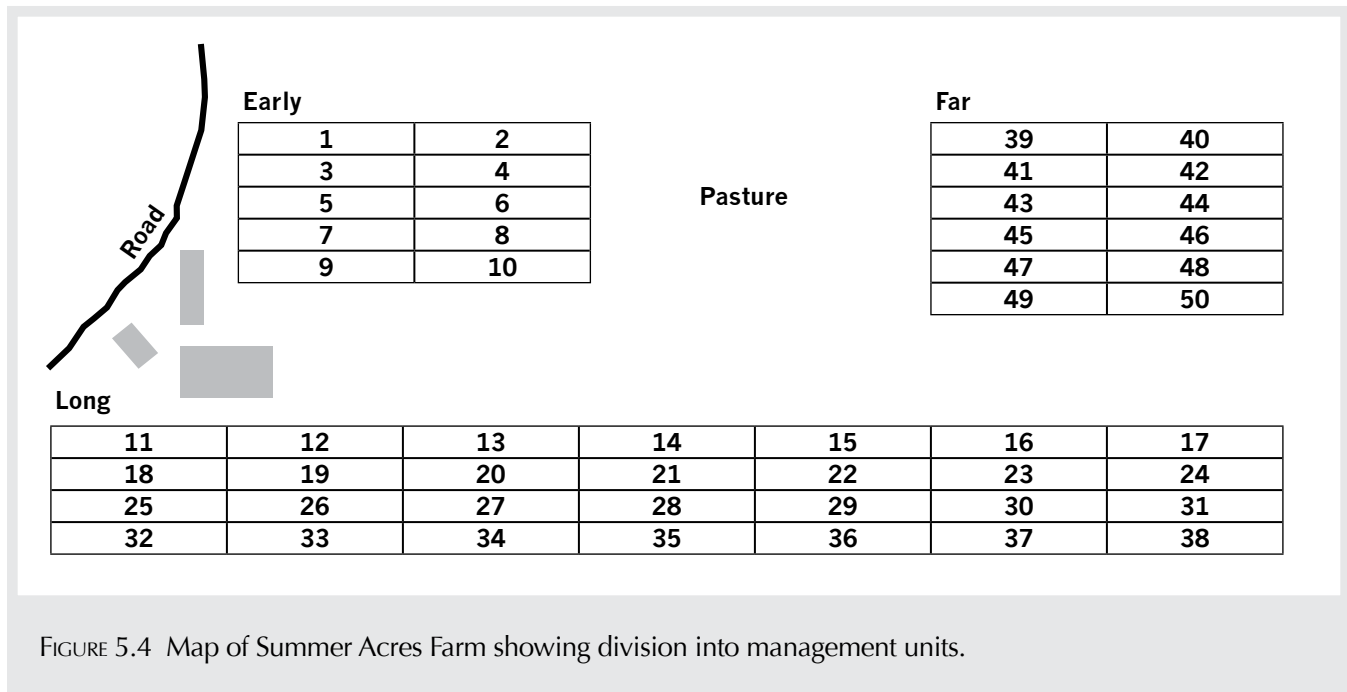 Early
1 2
3 4
5 6
7 8
9 10
Pasture
Far
39 40
41 42
43 44
45 46
47 48
49 50
Road
Long
11 12 13 14 15 16 17
18 19 20 21 22 23 24
25 26 27 28 29 30 31
32 33 34 35 36 37 38
FIGURE 5.4 Map of Summer Acres Farm showing division into management units.